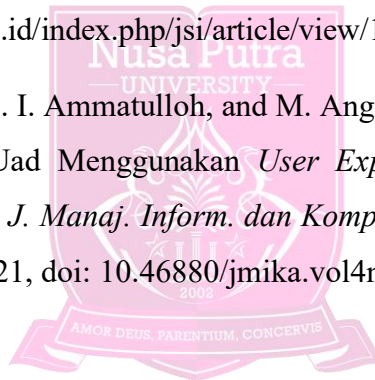 .id/index.php/jsi/article/view/1
Nusa Putra
UNIVERSITY
. I. Ammatulloh, and M. Ang
Uad Menggunakan User Exp
J. Manaj. Inform. dan Komp
21, doi: 10.46880/jmika.vol4n
2002
AMOR DEUS, PARENTIUM, CONCERVIS